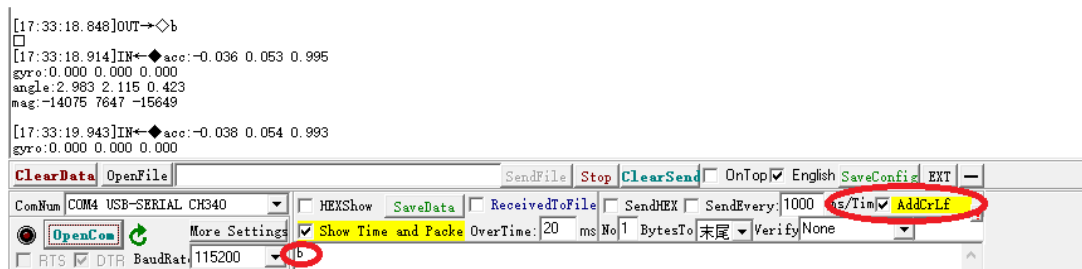 [17:33:18.848]OUT→◇b
□
[17:33:18.914]IN←◆acc:-0.036 0.053 0.995
gyro:0.000 0.000 0.000
angle:2.983 2.115 0.423
mag:-14075 7647 -15649
[17:33:19.943]IN←◆acc:-0.038 0.054 0.993
gyro:0.000 0.000 0.000
ClearData OpenFile SendFile Stop ClearSend OnTop English SaveConfig EXT —
ComNum COM4 USB-SERIAL CH340 HEXShow SaveData ReceivedToFile SendHEX SendEvery: 1000 ms/Tim AddCrLf
OpenCom More Settings Show Time and Packe OverTime: 20 ms No 1 BytesTo 末尾 Verify None
RTS DTR BaudRat 115200 b